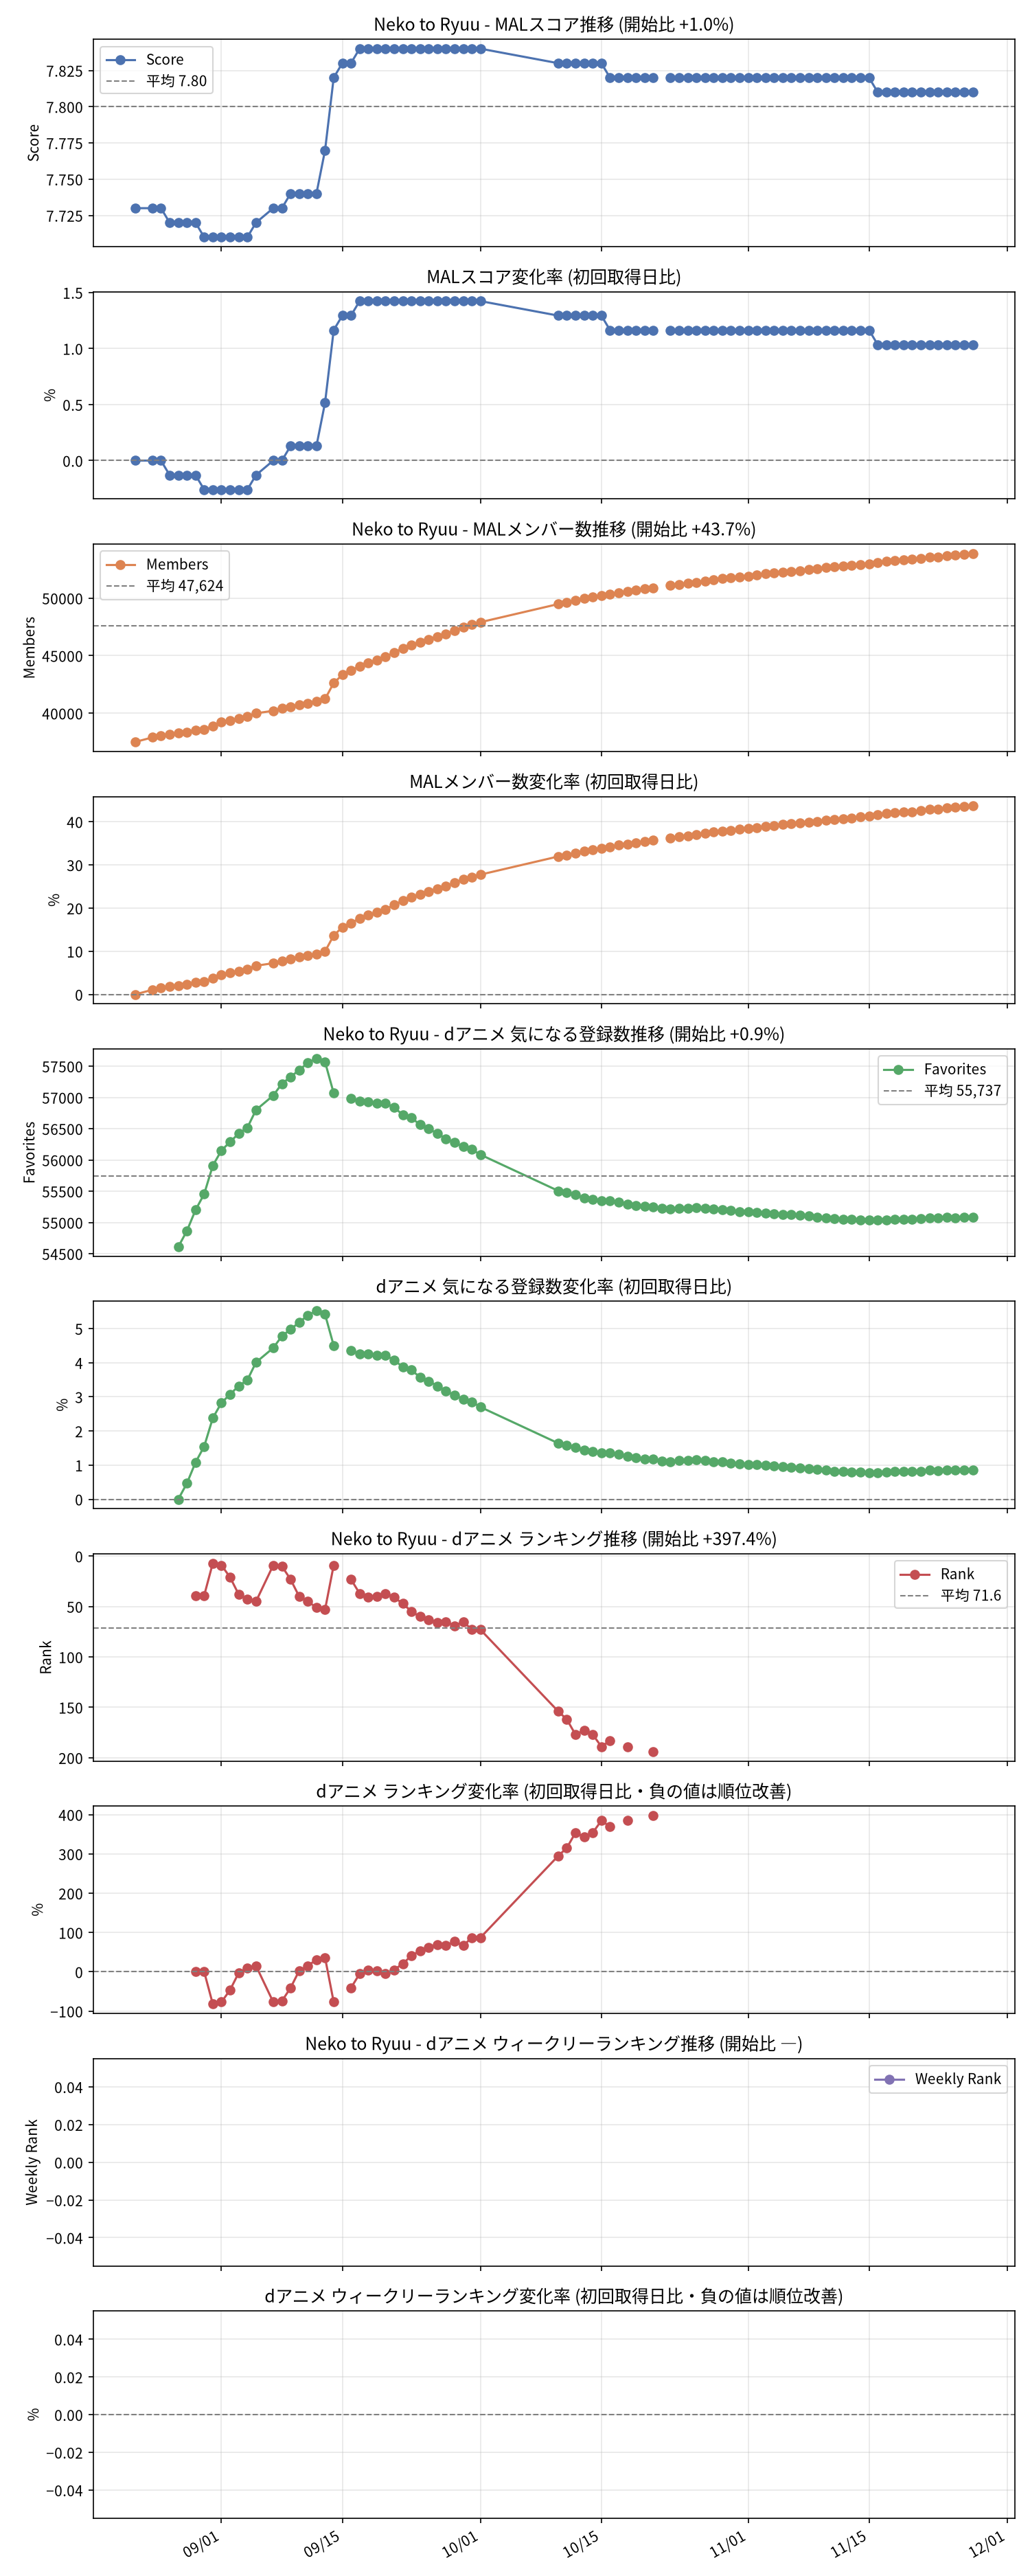 Neko to Ryuu - MALスコア推移 (開始比 +1.0%)
Score
平均 7.80
Score
7.825
7.800
7.775
7.750
7.725
MALスコア変化率 (初回取得日比)
%
1.5
1.0
0.5
0.0
Neko to Ryuu - MALメンバー数推移 (開始比 +43.7%)
Members
平均 47,624
Members
50000
45000
40000
MALメンバー数変化率 (初回取得日比)
%
40
30
20
10
0
Neko to Ryuu - dアニメ 気になる登録数推移 (開始比 +0.9%)
Favorites
平均 55,737
Favorites
57500
57000
56500
56000
55500
55000
54500
dアニメ 気になる登録数変化率 (初回取得日比)
%
5
4
3
2
1
0
Neko to Ryuu - dアニメ ランキング推移 (開始比 +397.4%)
Rank
平均 71.6
Rank
0
50
100
150
200
dアニメ ランキング変化率 (初回取得日比・負の値は順位改善)
%
400
300
200
100
0
−100
Neko to Ryuu - dアニメ ウィークリーランキング推移 (開始比 —)
Weekly Rank
Weekly Rank
0.04
0.02
0.00
−0.02
−0.04
dアニメ ウィークリーランキング変化率 (初回取得日比・負の値は順位改善)
%
0.04
0.02
0.00
−0.02
−0.04
09/01
09/15
10/01
10/15
11/01
11/15
12/01